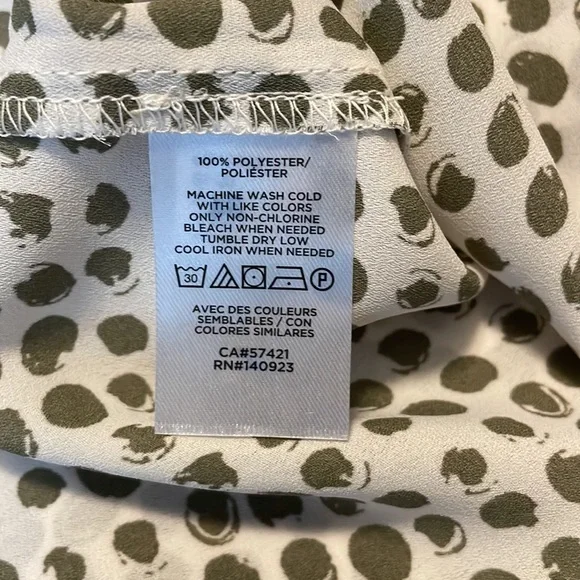 100% POLYESTER/
POLIÉSTER
MACHINE WASH COLD
WITH LIKE COLORS
ONLY NON-CHLORINE
BLEACH WHEN NEEDED
TUMBLE DRY LOW
COOL IRON WHEN NEEDED
30 P
AVEC DES COULEURS
SEMBLABLES / CON
COLORES SIMILARES
CA#57421
RN#140923